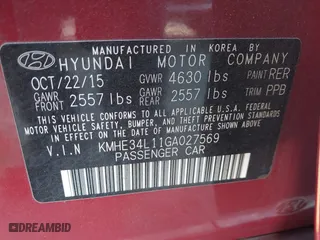 MANUFACTURED IN KOREA BY
HYUNDAI MOTOR COMPANY
OCT/22/15 GVWR 4630 lbs PAINT RER
GAWR FRONT 2557 lbs GAWR REAR 2557 lbs TRIM PPB
THIS VEHICLE CONFORMS TO ALL APPLICABLE U.S.A. FEDERAL
MOTOR VEHICLE SAFETY, BUMPER, AND THEFT PREVENTION STANDARDS
IN EFFECT ON THE DATE OF MANUFACTURE SHOWN ABOVE.
V.I.N KMHE34L11GA027569
PASSENGER CAR
© DREAMBID LLC, AUTOMOTIVE